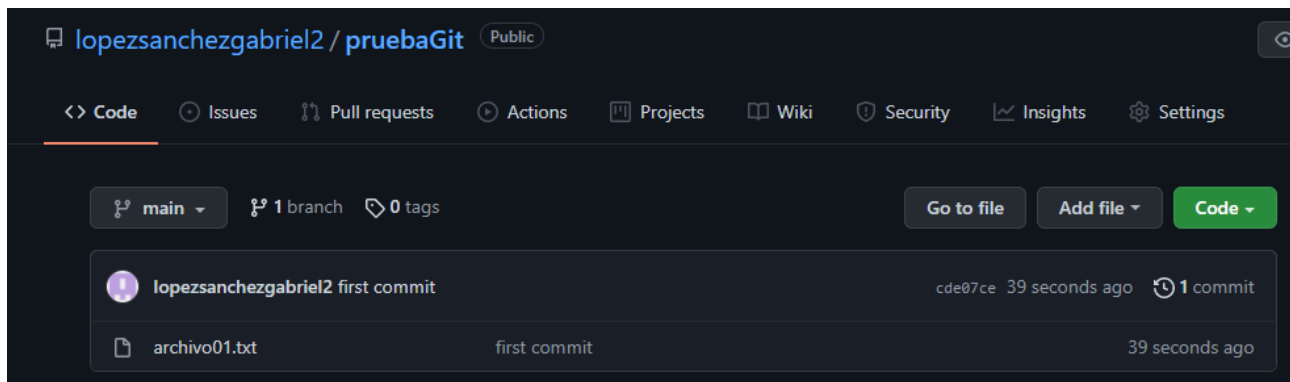 lopezsanchezgabriel2 / pruebaGit Public
Code Issues Pull requests Actions Projects Wiki Security Insights Settings
main 1 branch 0 tags Go to file Add file Code
lopezsanchezgabriel2 first commit cde07ce 39 seconds ago 1 commit
archivo01.txt first commit 39 seconds ago